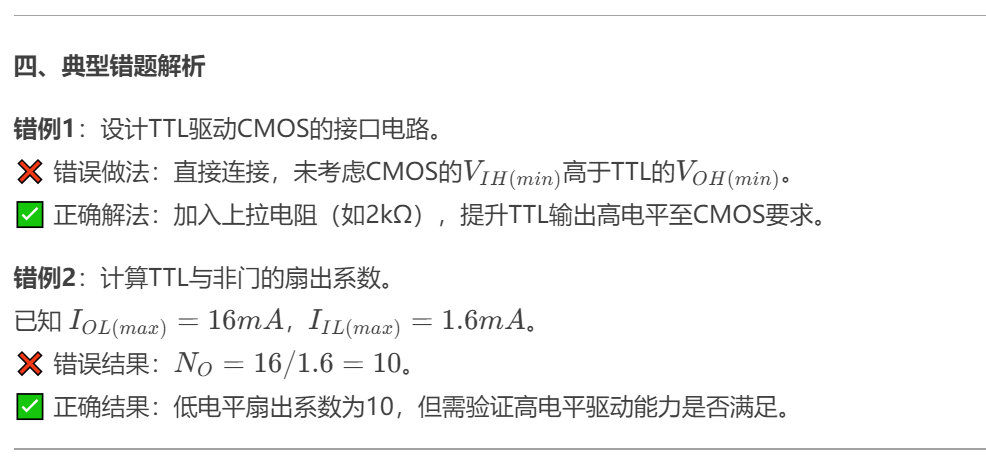 四、典型错题解析
错例1：设计TTL驱动CMOS的接口电路。
❌ 错误做法：直接连接，未考虑CMOS的$V_{IH(min)}$高于TTL的$V_{OH(min)}$。
✅ 正确解法：加入上拉电阻（如2kΩ），提升TTL输出高电平至CMOS要求。
错例2：计算TTL与非门的扇出系数。
已知 $I_{OL(max)} = 16mA$，$I_{IL(max)} = 1.6mA$。
❌ 错误结果：$N_O = 16/1.6 = 10$。
✅ 正确结果：低电平扇出系数为10，但需验证高电平驱动能力是否满足。